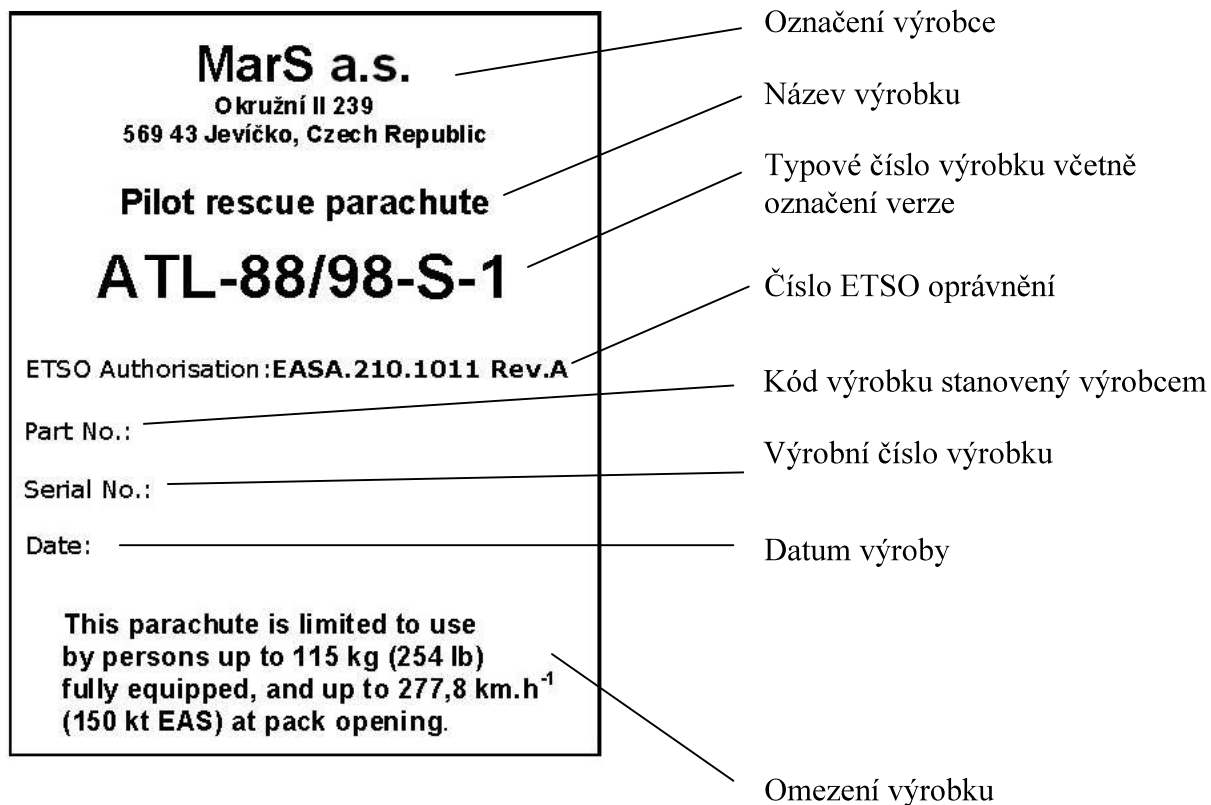 MarS a.s.
Okružní II 239
569 43 Jevíčko, Czech Republic
Pilot rescue parachute
ATL-88/98-S-1
ETSO Authorisation:EASA.210.1011 Rev.A
Part No.:
Serial No.:
Date:
This parachute is limited to use
by persons up to 115 kg (254 lb)
fully equipped, and up to 277,8 km.h⁻¹
(150 kt EAS) at pack opening.
Označení výrobce
Název výrobku
Typové číslo výrobku včetně
označení verze
Číslo ETSO oprávnění
Kód výrobku stanovený výrobcem
Výrobní číslo výrobku
Datum výroby
Omezení výrobku